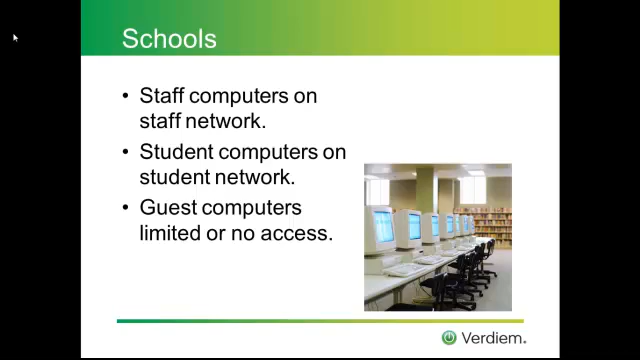 Schools
• Staff computers on
staff network.
• Student computers on
student network.
• Guest computers
limited or no access.
Verdiem.